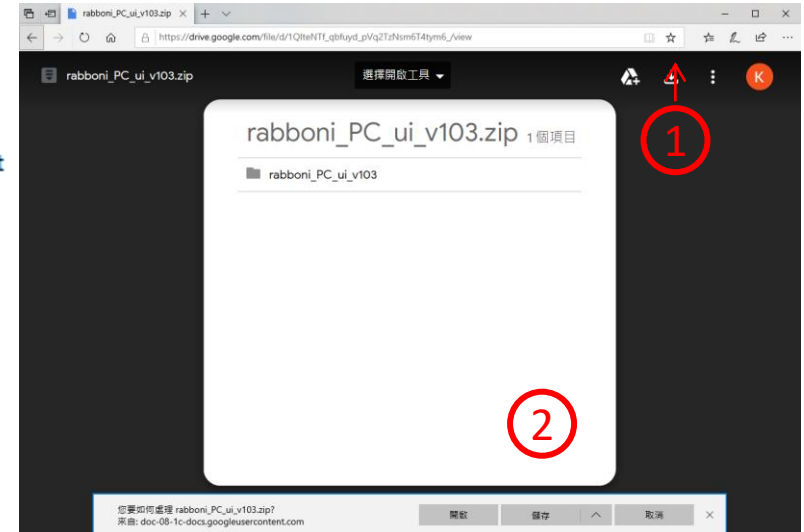 rabboni_PC_ui_v103.zip
https://drive.google.com/file/d/1QIteNTf_qbfuyd_pVq2TzNsm6T4tym6_/view
rabboni_PC_ui_v103.zip
選擇開啟工具
K
rabboni_PC_ui_v103.zip 1 個項目
1
rabboni_PC_ui_v103
t
2
您要如何處理 rabboni_PC_ui_v103.zip?
來自: doc-08-1c-docs.googleusercontent.com
開啟 儲存 取消